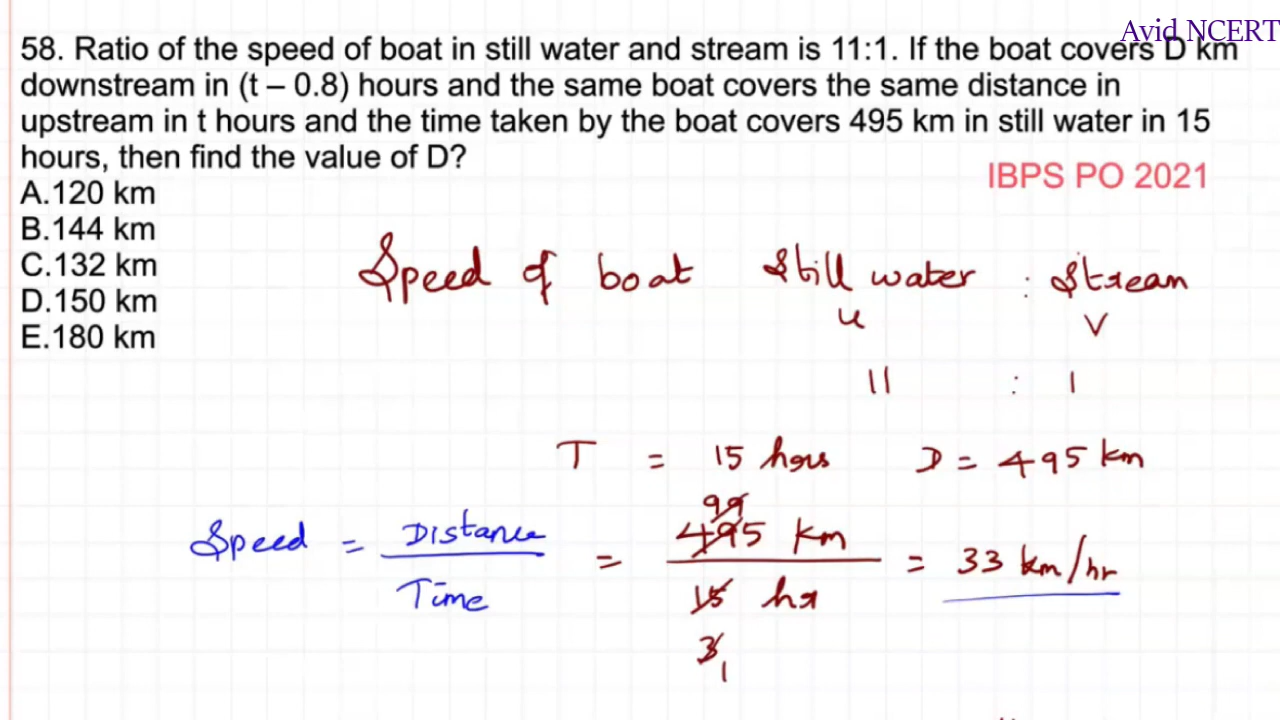 Avid NCERT
58. Ratio of the speed of boat in still water and stream is 11:1. If the boat covers D km
downstream in (t – 0.8) hours and the same boat covers the same distance in
upstream in t hours and the time taken by the boat covers 495 km in still water in 15
hours, then find the value of D?
IBPS PO 2021
A.120 km
B.144 km
C.132 km
D.150 km
E.180 km
Speed of boat Still water : Stream
u V
11 : 1
T = 15 hrs D = 495 km
99
Speed = Distance / Time = 495 km / 15 hr = 33 km/hr
3
1